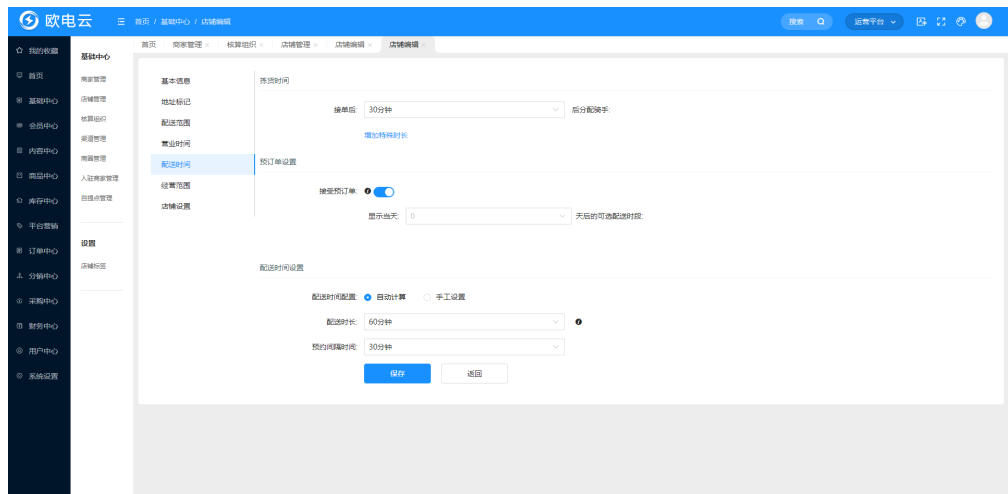 欧电云 首页 / 基础中心 / 店铺编辑 搜索 运营平台
首页 商家管理 × 核算组织 × 店铺管理 × 店铺编辑 × 店铺编辑 ×
我的收藏
首页
基础中心
会员中心
内容中心
商品中心
库存中心
平台营销
订单中心
分销中心
采购中心
财务中心
用户中心
系统设置
基础中心
商家管理
店铺管理
核算组织
渠道管理
商圈管理
入驻商家管理
自提点管理
设置
店铺标签
基本信息
地址标记
配送范围
营业时间
配送时间
经营范围
店铺设置
拣货时间
接单后: 30分钟 后分配骑手:
增加特殊时长
预订单设置
接受预订单:
显示当天: 0 天后的可选配送时段:
配送时间设置
配送时间配置: 自动计算 手工设置
配送时长: 60分钟
预约间隔时间: 30分钟
保存 返回